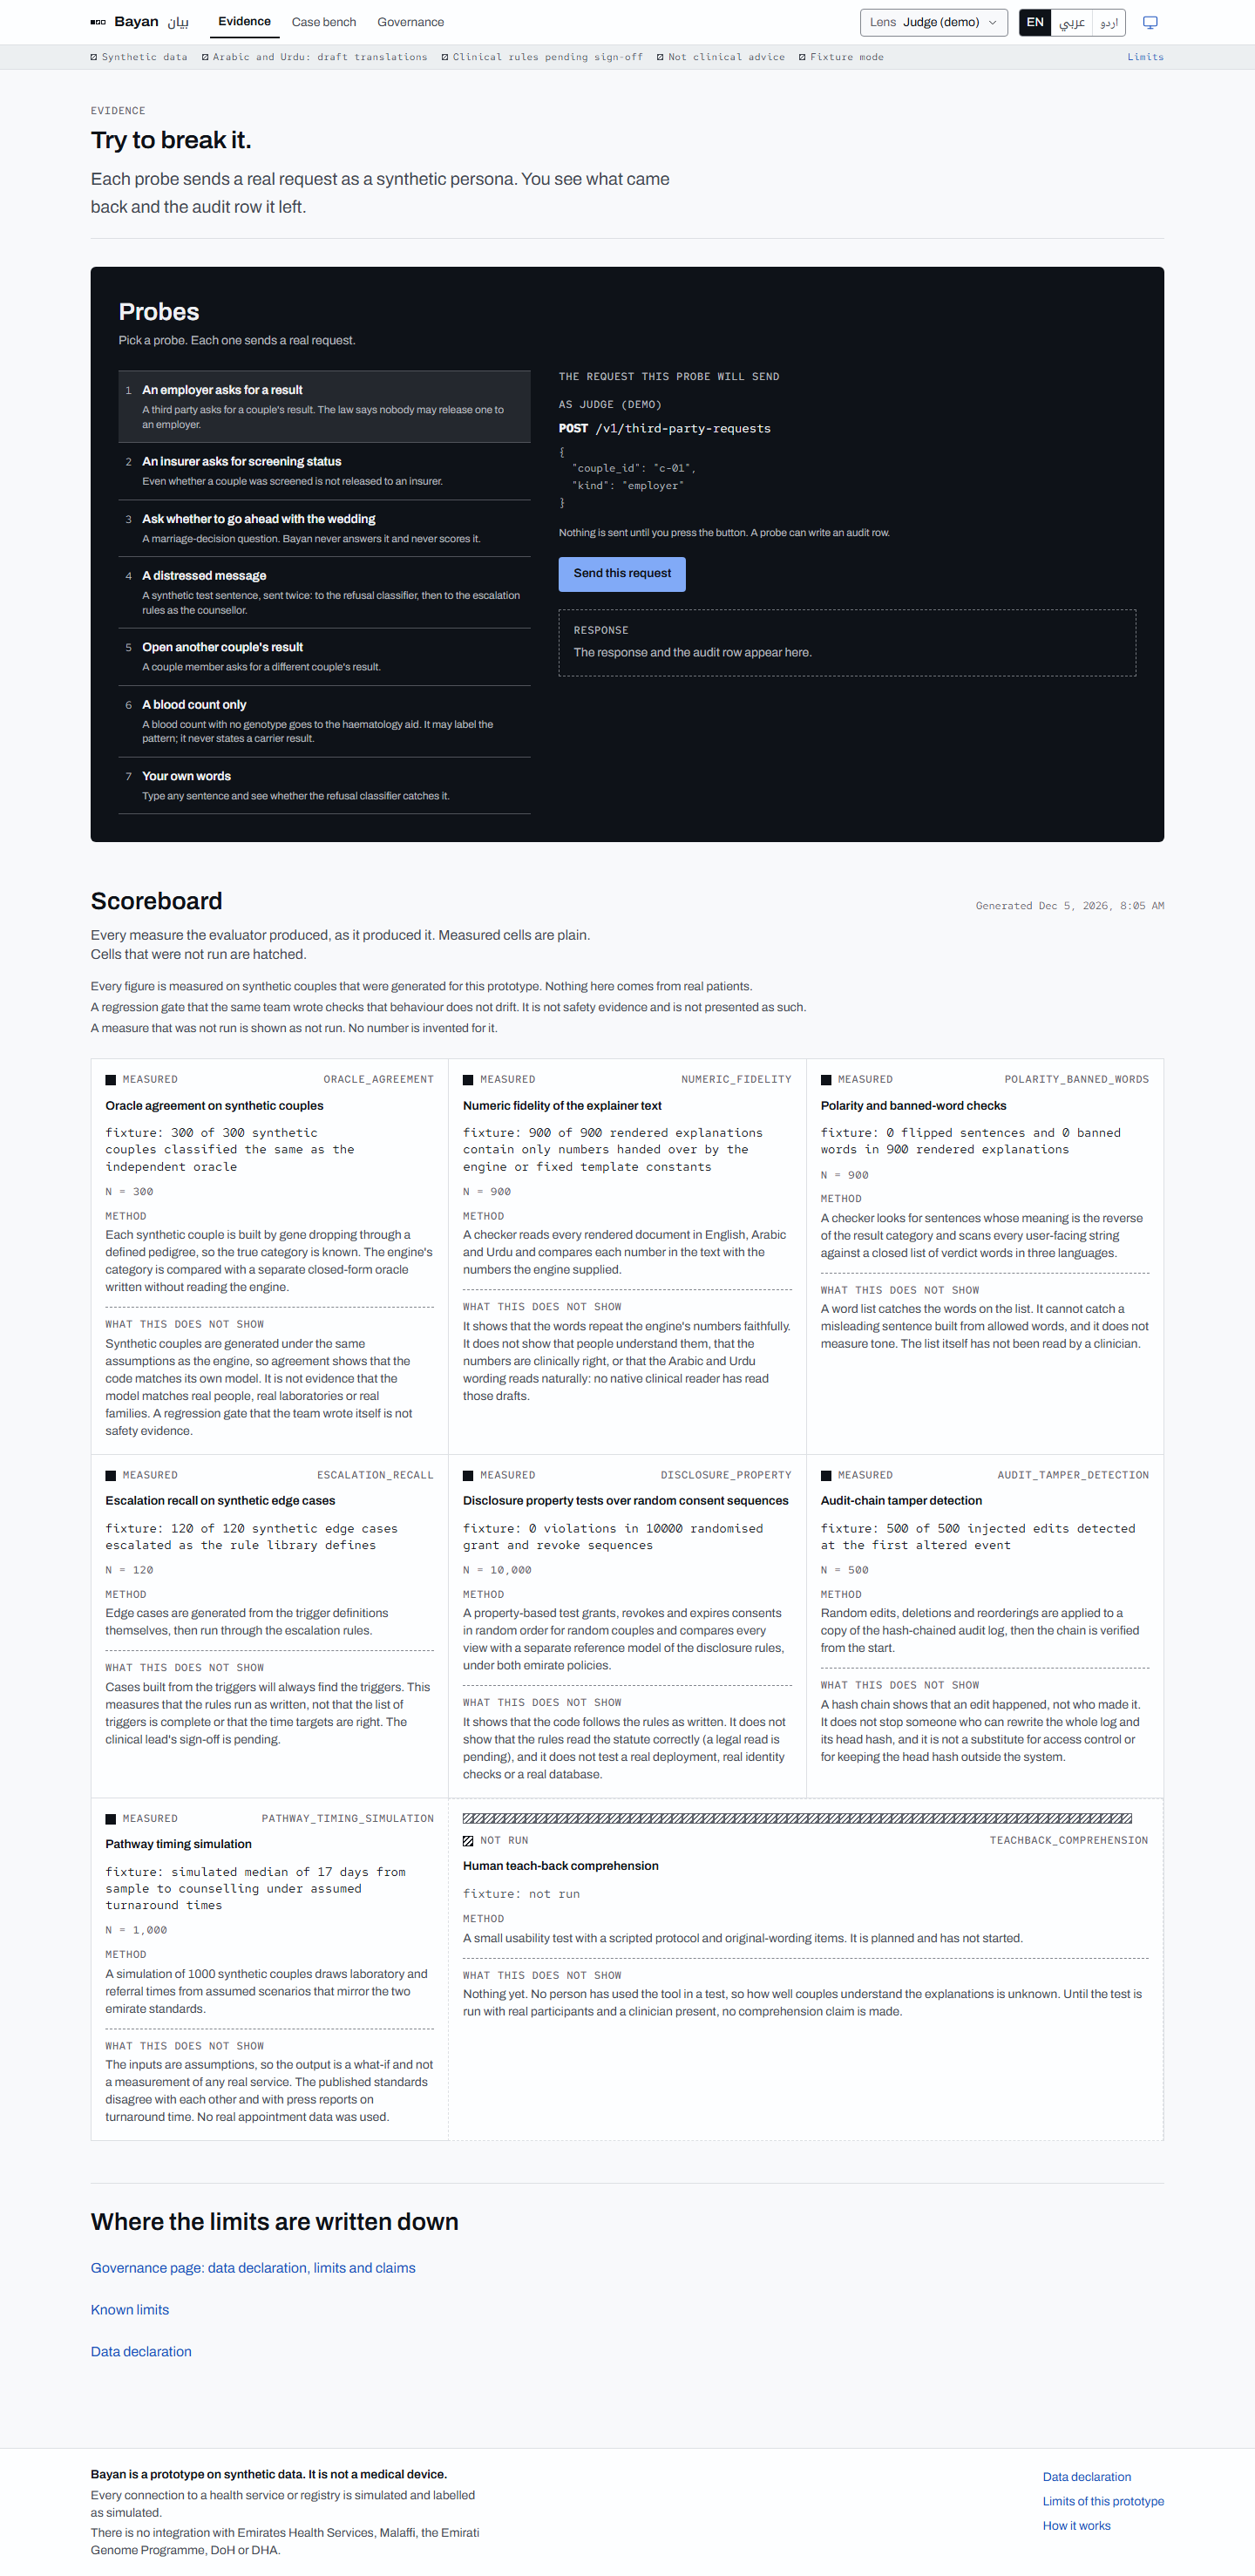 Bayan بيان Evidence Case bench Governance Lens Judge (demo) EN عربي اردو
Synthetic data Arabic and Urdu: draft translations Clinical rules pending sign-off Not clinical advice Fixture mode Limits
EVIDENCE
Try to break it.
Each probe sends a real request as a synthetic persona. You see what came
back and the audit row it left.
Probes
Pick a probe. Each one sends a real request.
1 An employer asks for a result
A third party asks for a couple's result. The law says nobody may release one to
an employer.
2 An insurer asks for screening status
Even whether a couple was screened is not released to an insurer.
3 Ask whether to go ahead with the wedding
A marriage-decision question. Bayan never answers it and never scores it.
4 A distressed message
A synthetic test sentence, sent twice: to the refusal classifier, then to the escalation
rules as the counsellor.
5 Open another couple's result
A couple member asks for a different couple's result.
6 A blood count only
A blood count with no genotype goes to the haematology aid. It may label the
pattern; it never states a carrier result.
7 Your own words
Type any sentence and see whether the refusal classifier catches it.
THE REQUEST THIS PROBE WILL SEND
AS JUDGE (DEMO)
POST /v1/third-party-requests
{
"couple_id": "c-01",
"kind": "employer"
}
Nothing is sent until you press the button. A probe can write an audit row.
Send this request
RESPONSE
The response and the audit row appear here.
Scoreboard
Generated Dec 5, 2026, 8:05 AM
Every measure the evaluator produced, as it produced it. Measured cells are plain.
Cells that were not run are hatched.
Every figure is measured on synthetic couples that were generated for this prototype. Nothing here comes from real patients.
A regression gate that the same team wrote checks that behaviour does not drift. It is not safety evidence and is not presented as such.
A measure that was not run is shown as not run. No number is invented for it.
MEASURED ORACLE_AGREEMENT
Oracle agreement on synthetic couples
fixture: 300 of 300 synthetic
couples classified the same as the
independent oracle
N = 300
METHOD
Each synthetic couple is built by gene dropping through a
defined pedigree, so the true category is known. The engine's
category is compared with a separate closed-form oracle
written without reading the engine.
WHAT THIS DOES NOT SHOW
Synthetic couples are generated under the same
assumptions as the engine, so agreement shows that the
code matches its own model. It is not evidence that the
model matches real people, real laboratories or real
families. A regression gate that the team wrote itself is not
safety evidence.
MEASURED NUMERIC_FIDELITY
Numeric fidelity of the explainer text
fixture: 900 of 900 rendered explanations
contain only numbers handed over by the
engine or fixed template constants
N = 900
METHOD
A checker reads every rendered document in English, Arabic
and Urdu and compares each number in the text with the
numbers the engine supplied.
WHAT THIS DOES NOT SHOW
It shows that the words repeat the engine's numbers faithfully.
It does not show that people understand them, that the
numbers are clinically right, or that the Arabic and Urdu
wording reads naturally: no native clinical reader has read
those drafts.
MEASURED POLARITY_BANNED_WORDS
Polarity and banned-word checks
fixture: 0 flipped sentences and 0 banned
words in 900 rendered explanations
N = 900
METHOD
A checker looks for sentences whose meaning is the reverse
of the result category and scans every user-facing string
against a closed list of verdict words in three languages.
WHAT THIS DOES NOT SHOW
A word list catches the words on the list. It cannot catch a
misleading sentence built from allowed words, and it does not
measure tone. The list itself has not been read by a clinician.
MEASURED ESCALATION_RECALL
Escalation recall on synthetic edge cases
fixture: 120 of 120 synthetic edge cases
escalated as the rule library defines
N = 120
METHOD
Edge cases are generated from the trigger definitions
themselves, then run through the escalation rules.
WHAT THIS DOES NOT SHOW
Cases built from the triggers will always find the triggers. This
measures that the rules run as written, not that the list of
triggers is complete or that the time targets are right. The
clinical lead's sign-off is pending.
MEASURED DISCLOSURE_PROPERTY
Disclosure property tests over random consent sequences
fixture: 0 violations in 10000 randomised
grant and revoke sequences
N = 10,000
METHOD
A property-based test grants, revokes and expires consents
in random order for random couples and compares every
view with a separate reference model of the disclosure rules,
under both emirate policies.
WHAT THIS DOES NOT SHOW
It shows that the code follows the rules as written. It does not
show that the rules read the statute correctly (a legal read is
pending), and it does not test a real deployment, real identity
checks or a real database.
MEASURED AUDIT_TAMPER_DETECTION
Audit-chain tamper detection
fixture: 500 of 500 injected edits detected
at the first altered event
N = 500
METHOD
Random edits, deletions and reorderings are applied to a
copy of the hash-chained audit log, then the chain is verified
from the start.
WHAT THIS DOES NOT SHOW
A hash chain shows that an edit happened, not who made it.
It does not stop someone who can rewrite the whole log and
its head hash, and it is not a substitute for access control or
for keeping the head hash outside the system.
MEASURED PATHWAY_TIMING_SIMULATION
Pathway timing simulation
fixture: simulated median of 17 days from
sample to counselling under assumed
turnaround times
N = 1,000
METHOD
A simulation of 1000 synthetic couples draws laboratory and
referral times from assumed scenarios that mirror the two
emirate standards.
WHAT THIS DOES NOT SHOW
The inputs are assumptions, so the output is a what-if and not
a measurement of any real service. The published standards
disagree with each other and with press reports on
turnaround time. No real appointment data was used.
NOT RUN TEACHBACK_COMPREHENSION
Human teach-back comprehension
fixture: not run
METHOD
A small usability test with a scripted protocol and original-wording items. It is planned and has not started.
WHAT THIS DOES NOT SHOW
Nothing yet. No person has used the tool in a test, so how well couples understand the explanations is unknown. Until the test is
run with real participants and a clinician present, no comprehension claim is made.
Where the limits are written down
Governance page: data declaration, limits and claims
Known limits
Data declaration
Bayan is a prototype on synthetic data. It is not a medical device.
Every connection to a health service or registry is simulated and labelled
as simulated.
There is no integration with Emirates Health Services, Malaffi, the Emirati
Genome Programme, DoH or DHA.
Data declaration
Limits of this prototype
How it works